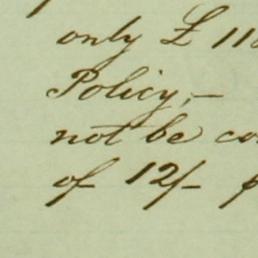 only £ 11
Policy,—
not be
of 12/-